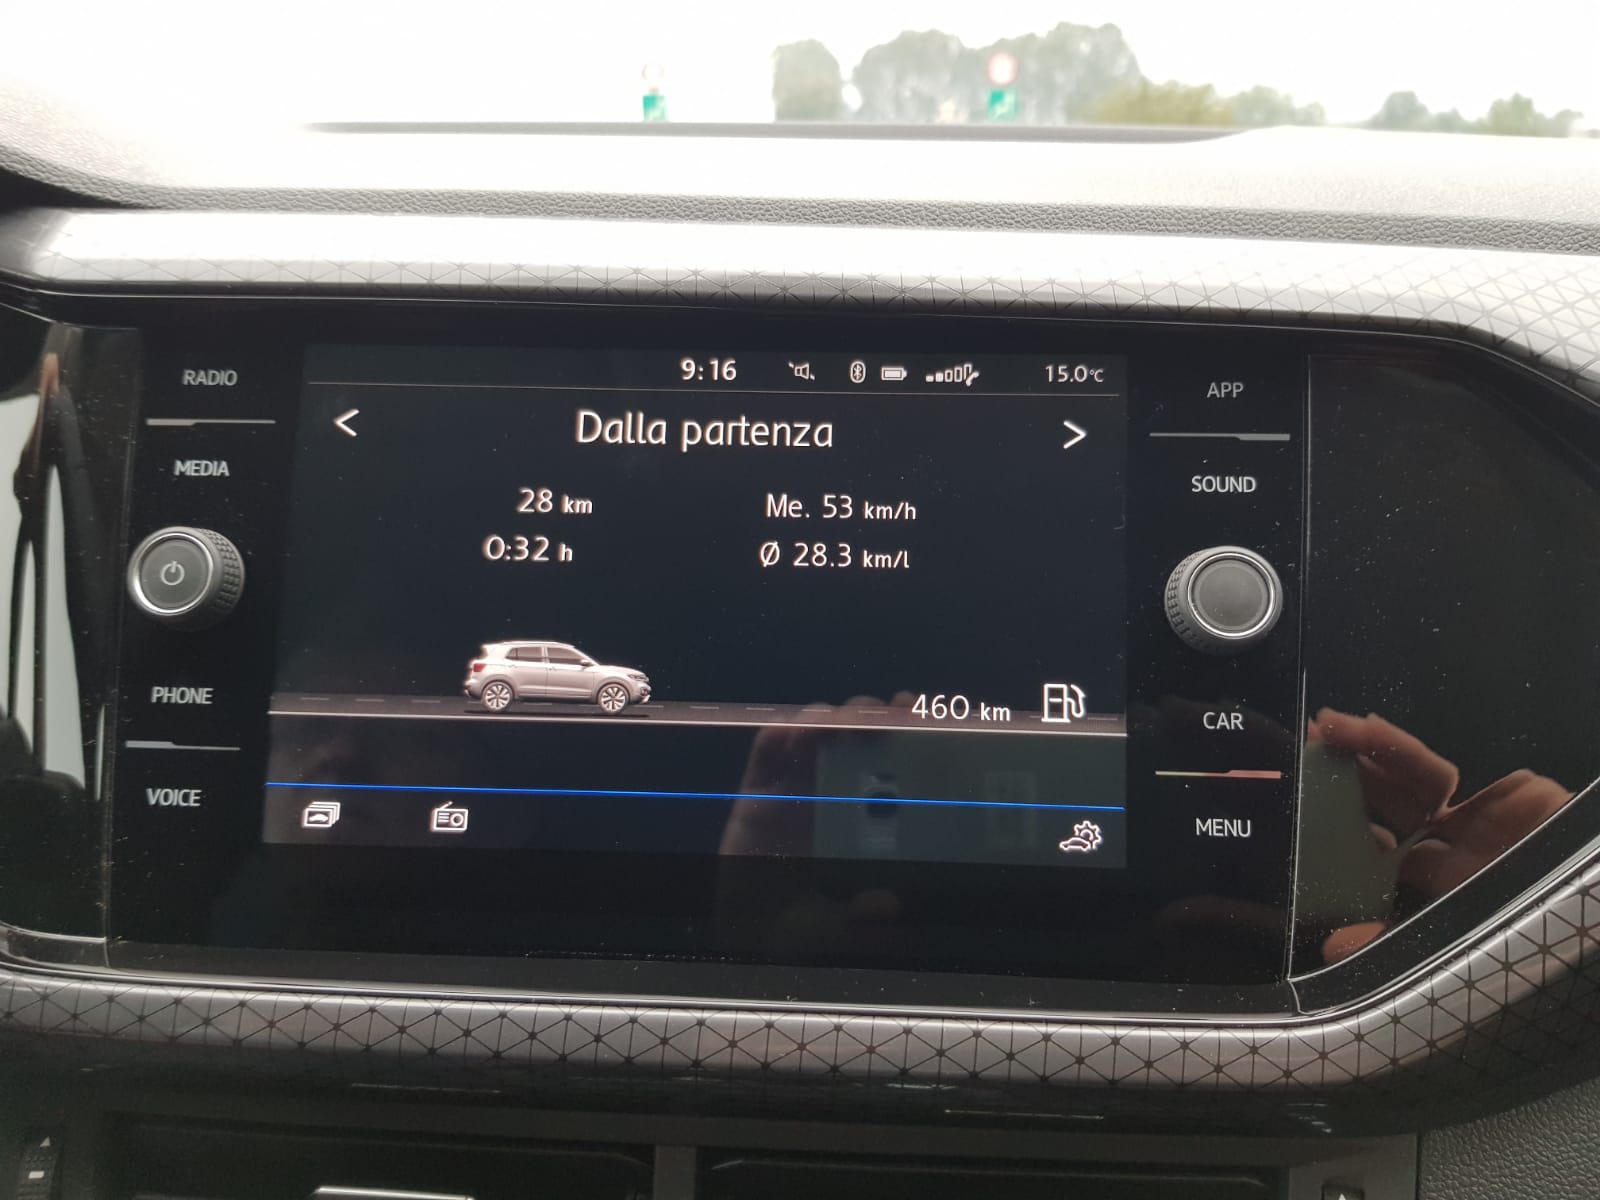 9:16 15.0°C
Dalla partenza
28 km Me. 53 km/h
0:32 h Ø 28.3 km/l
460 km
RADIO
MEDIA
PHONE
VOICE
APP
SOUND
CAR
MENU